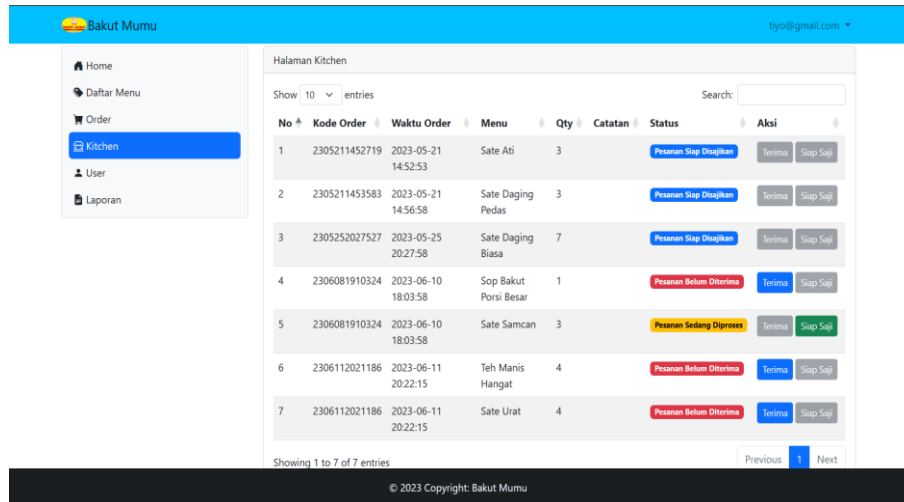 Bakut Mumu
tiyo@gmail.com
Home
Daftar Menu
Order
Kitchen
User
Laporan
Halaman Kitchen
Show 10 entries Search:
No Kode Order Waktu Order Menu Qty Catatan Status Aksi
1 2305211452719 2023-05-21 Sate Ati 3 Pesanan Siap Disajikan Terima Siap Saji
14:52:53
2 2305211453583 2023-05-21 Sate Daging 3 Pesanan Siap Disajikan Terima Siap Saji
14:56:58 Pedas
3 2305252027527 2023-05-25 Sate Daging 7 Pesanan Siap Disajikan Terima Siap Saji
20:27:58 Biasa
4 2306081910324 2023-06-10 Sop Bakut 1 Pesanan Belum Diterima Terima Siap Saji
18:03:58 Porsi Besar
5 2306081910324 2023-06-10 Sate Samcan 3 Pesanan Sedang Diproses Terima Siap Saji
18:03:58
6 2306112021186 2023-06-11 Teh Manis 4 Pesanan Belum Diterima Terima Siap Saji
20:22:15 Hangat
7 2306112021186 2023-06-11 Sate Urat 4 Pesanan Belum Diterima Terima Siap Saji
20:22:15
Showing 1 to 7 of 7 entries Previous 1 Next
© 2023 Copyright: Bakut Mumu